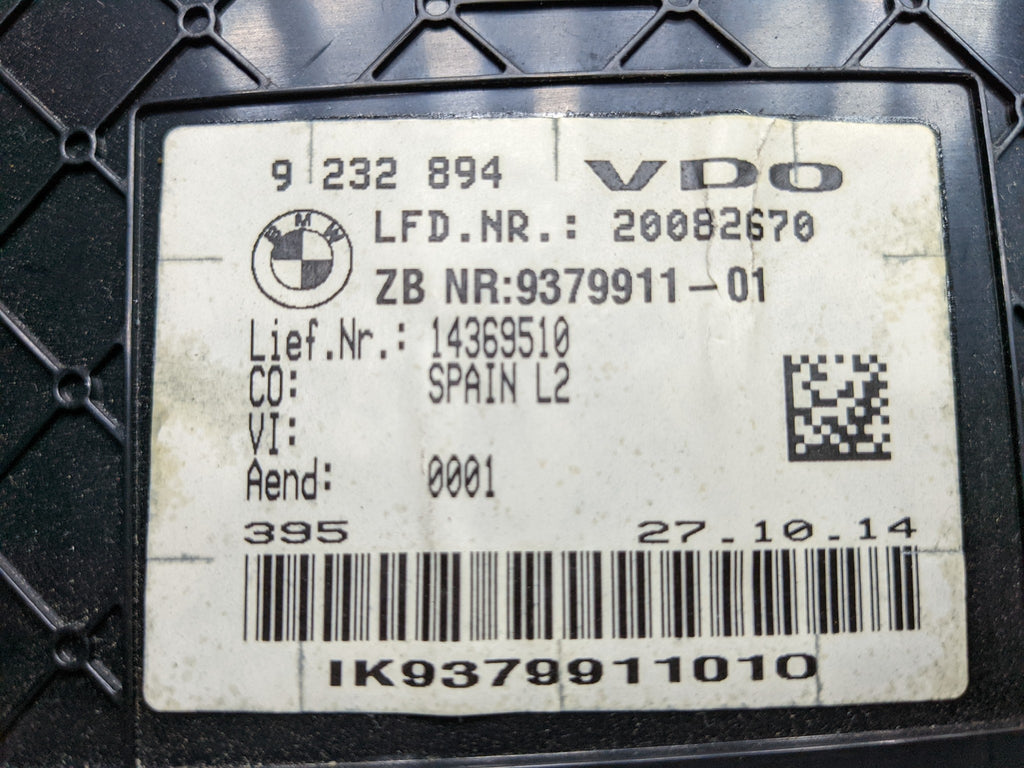 9 232 894 VDO
BMW
LFD.NR.: 20082670
ZB NR:9379911-01
Lief.Nr.: 14369510
CO: SPAIN L2
VI:
Aend: 0001
395 27.10.14
IK9379911010